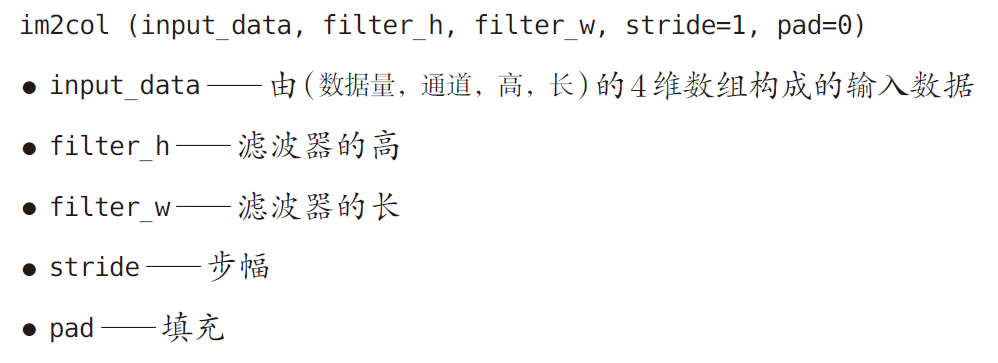 im2col (input_data, filter_h, filter_w, stride=1, pad=0)
● input_data——由(数据量, 通道, 高, 长)的4维数组构成的输入数据
● filter_h——滤波器的高
● filter_w——滤波器的长
● stride——步幅
● pad——填充